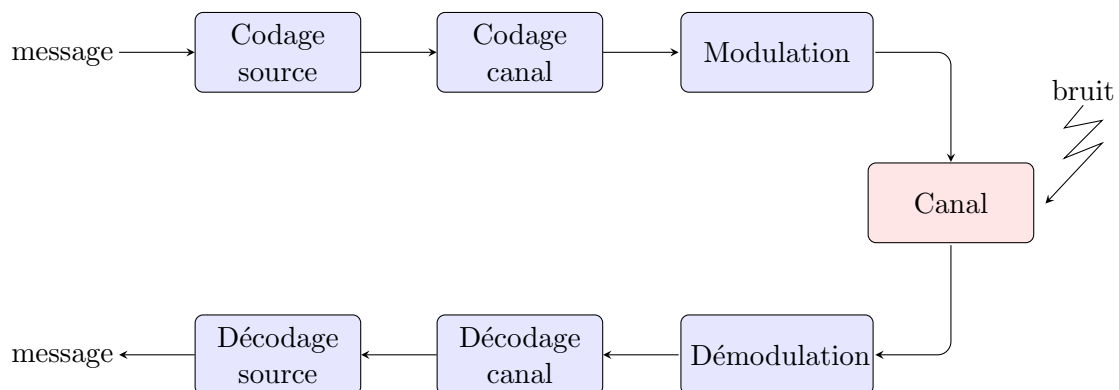 message
Codage
source
Codage
canal
Modulation
bruit
Canal
message
Décodage
source
Décodage
canal
Démodulation